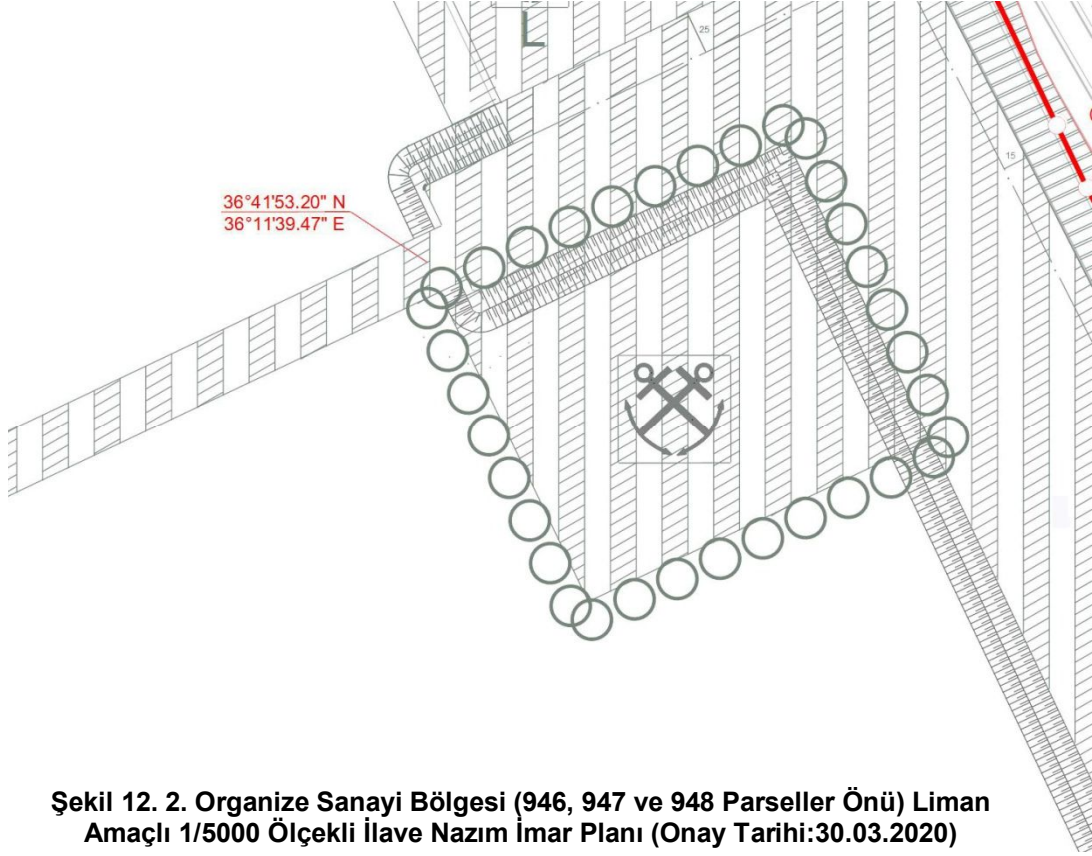 L
25
15
36°41'53.20" N
36°11'39.47" E
Şekil 12. 2. Organize Sanayi Bölgesi (946, 947 ve 948 Parseller Önü) Liman
Amaçlı 1/5000 Ölçekli İlave Nazım İmar Planı (Onay Tarihi:30.03.2020)